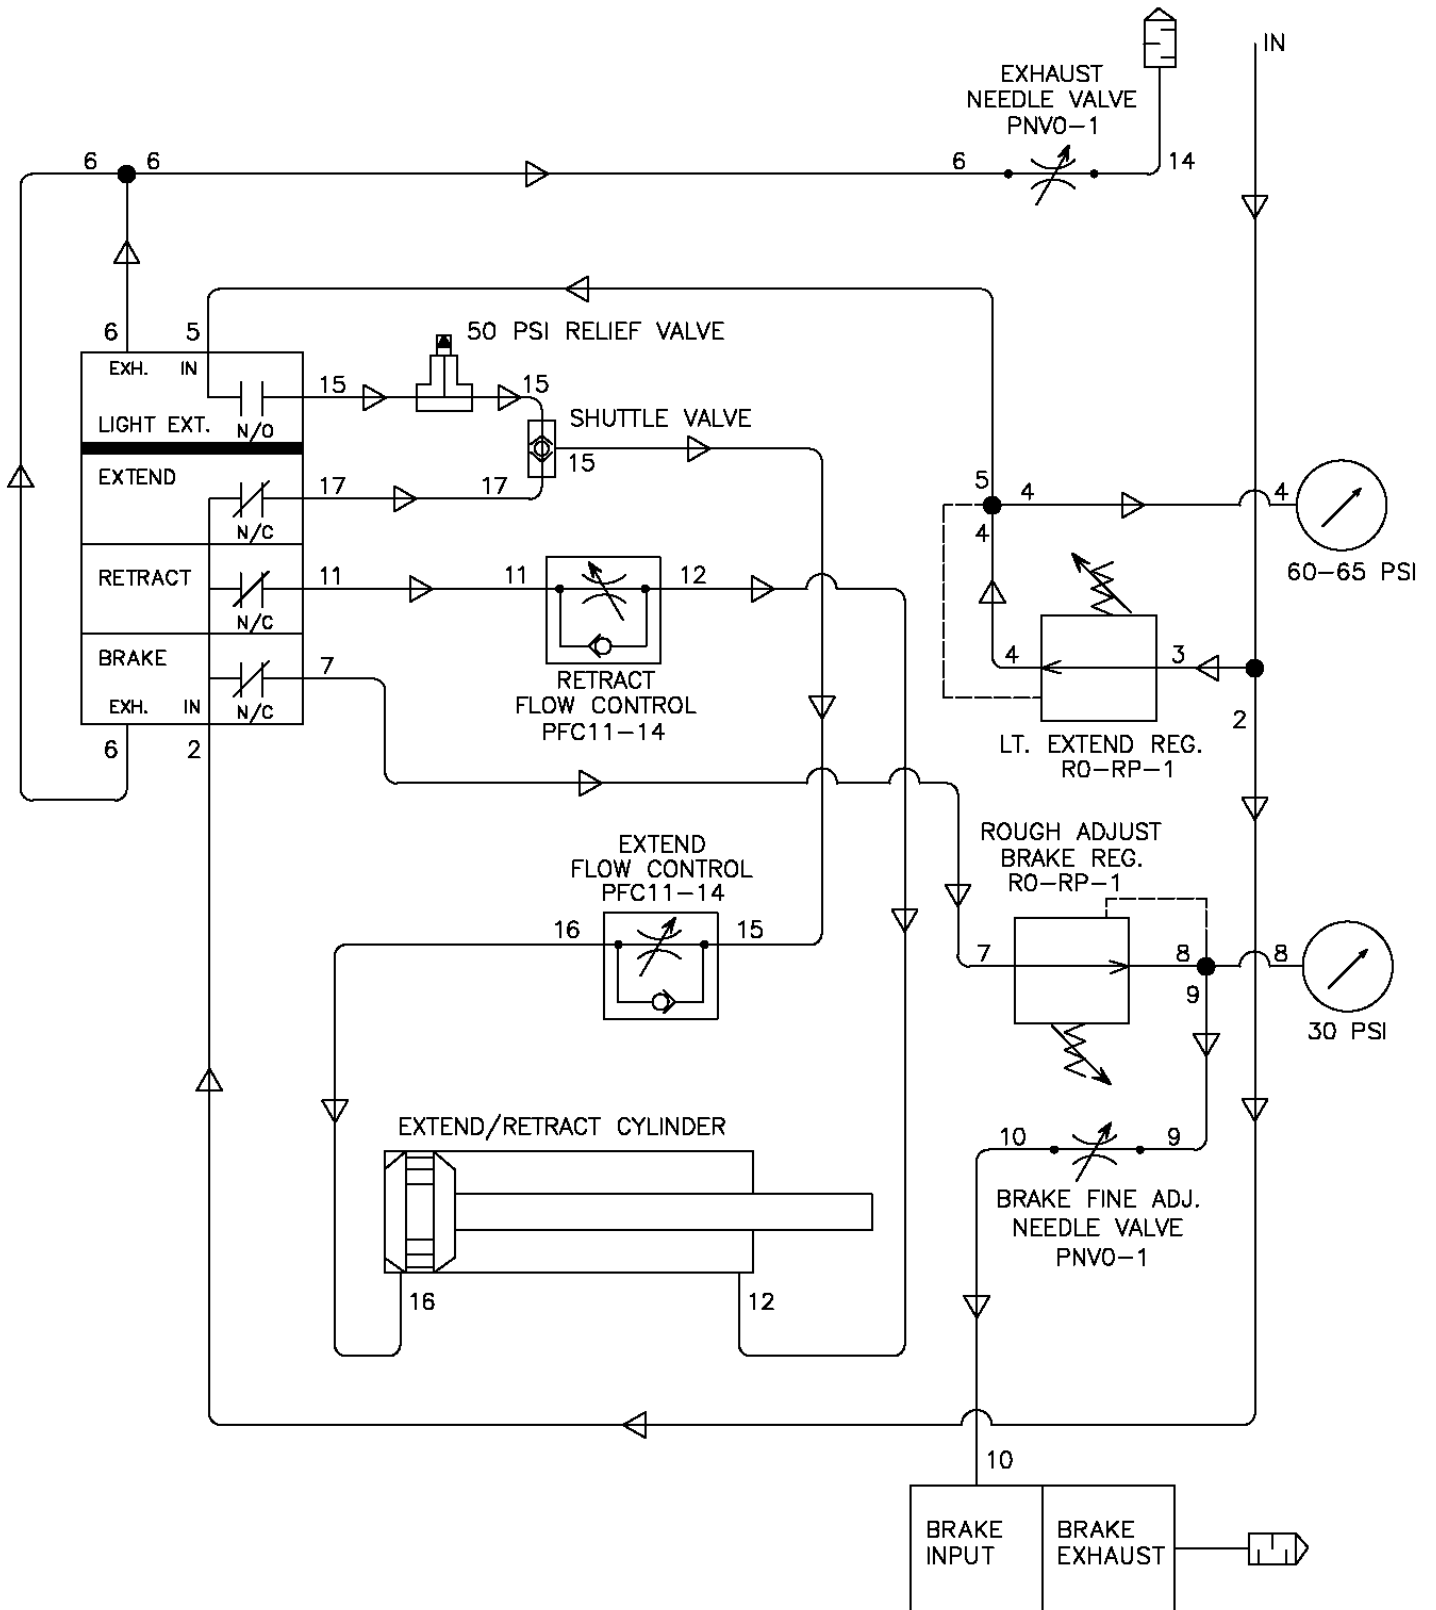 IN
EXHAUST
NEEDLE VALVE
PNV0-1
6
6
6
14
6
5
50 PSI RELIEF VALVE
EXH.
IN
15
15
LIGHT EXT.
N/O
SHUTTLE VALVE
15
EXTEND
17
17
N/C
5
4
4
4
60-65 PSI
RETRACT
11
11
12
N/C
BRAKE
7
EXH.
IN
N/C
RETRACT
FLOW CONTROL
PFC11-14
4
3
2
6
2
LT. EXTEND REG.
RO-RP-1
EXTEND
FLOW CONTROL
PFC11-14
ROUGH ADJUST
BRAKE REG.
RO-RP-1
16
15
7
8
8
9
30 PSI
EXTEND/RETRACT CYLINDER
10
9
BRAKE FINE ADJ.
NEEDLE VALVE
PNV0-1
16
12
10
BRAKE
INPUT
BRAKE
EXHAUST